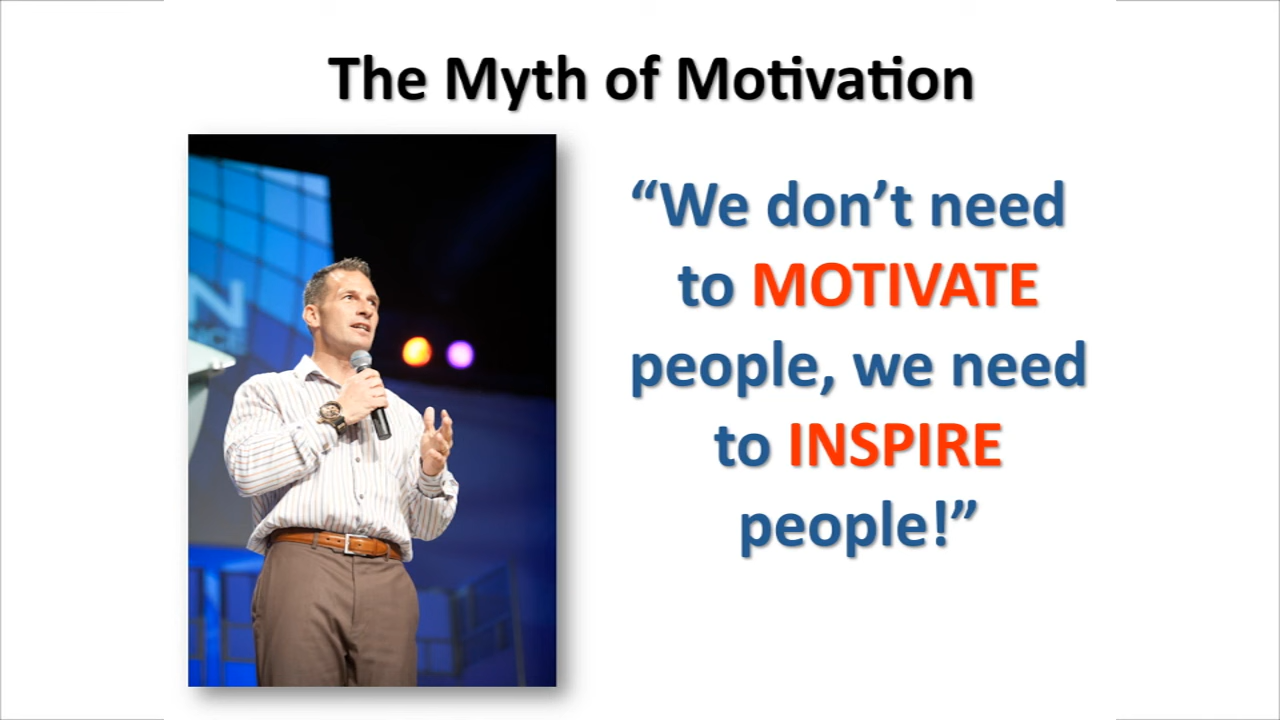 The Myth of Motivation
N
“We don’t need
to MOTIVATE
people, we need
to INSPIRE
people!”